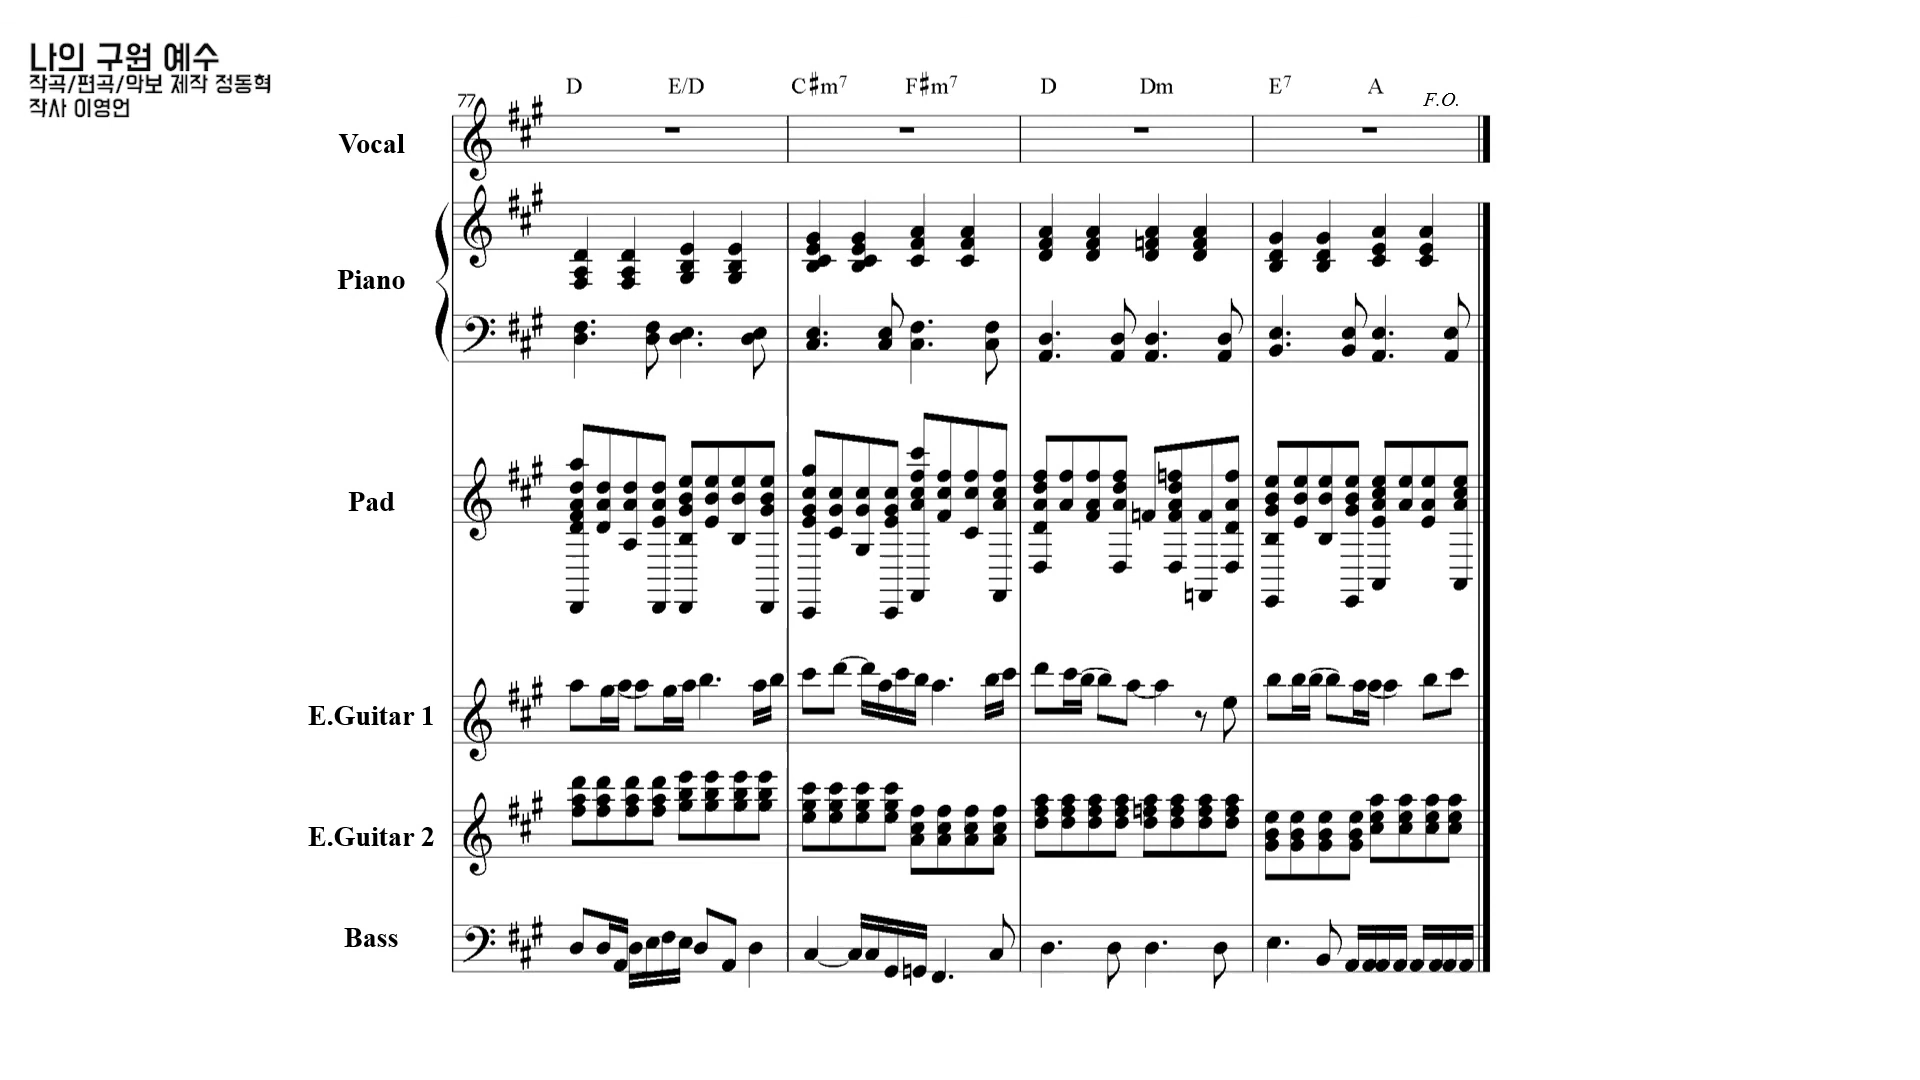 나의 구원 예수
작곡/편곡/악보 제작 정동혁
작사 이영언
77
D E/D C♯m7 F♯m7 D Dm E7 A F.O.
Vocal
Piano
Pad
E.Guitar 1
E.Guitar 2
Bass